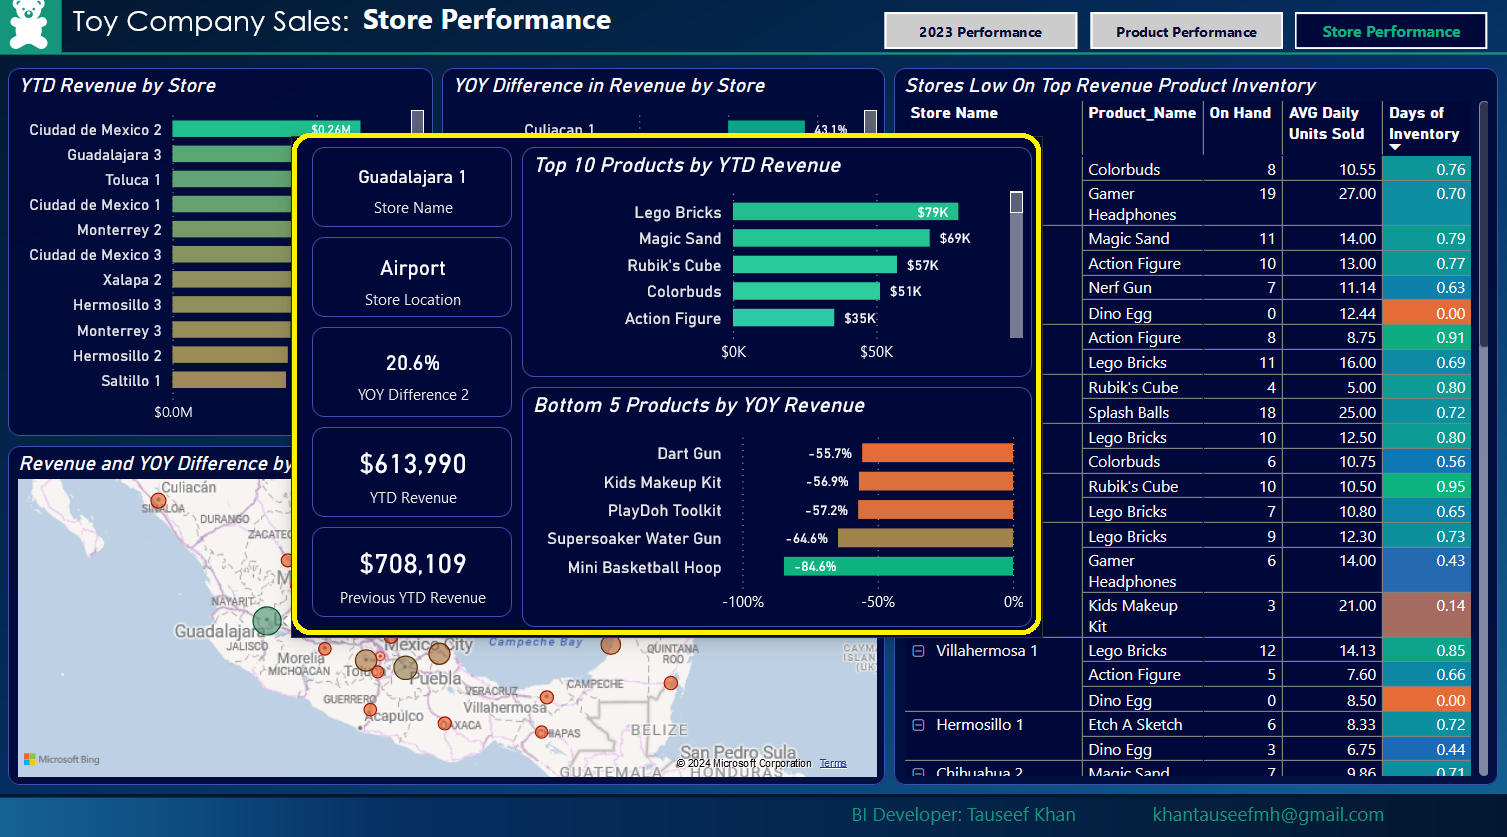 Toy Company Sales: Store Performance
2023 Performance
Product Performance
Store Performance
YTD Revenue by Store
Ciudad de Mexico 2
$0.26M
Guadalajara 3
Toluca 1
Ciudad de Mexico 1
Monterrey 2
Ciudad de Mexico 3
Xalapa 2
Hermosillo 3
Monterrey 3
Hermosillo 2
Saltillo 1
$0.0M
YOY Difference in Revenue by Store
Culiacan 1
43.1%
Guadalajara 1
Store Name
Airport
Store Location
20.6%
YOY Difference 2
$613,990
YTD Revenue
$708,109
Previous YTD Revenue
Top 10 Products by YTD Revenue
Lego Bricks $79K
Magic Sand $69K
Rubik's Cube $57K
Colorbuds $51K
Action Figure $35K
$0K $50K
Bottom 5 Products by YOY Revenue
Dart Gun -55.7%
Kids Makeup Kit -56.9%
PlayDoh Toolkit -57.2%
Supersoaker Water Gun -64.6%
Mini Basketball Hoop -84.6%
-100% -50% 0%
Stores Low On Top Revenue Product Inventory
Store Name Product_Name On Hand AVG Daily Units Sold Days of Inventory
Colorbuds 8 10.55 0.76
Gamer Headphones 19 27.00 0.70
Magic Sand 11 14.00 0.79
Action Figure 10 13.00 0.77
Nerf Gun 7 11.14 0.63
Dino Egg 0 12.44 0.00
Action Figure 8 8.75 0.91
Lego Bricks 11 16.00 0.69
Rubik's Cube 4 5.00 0.80
Splash Balls 18 25.00 0.72
Lego Bricks 10 12.50 0.80
Colorbuds 6 10.75 0.56
Rubik's Cube 10 10.50 0.95
Lego Bricks 7 10.80 0.65
Lego Bricks 9 12.30 0.73
Gamer Headphones 6 14.00 0.43
Kids Makeup Kit 3 21.00 0.14
Villahermosa 1 Lego Bricks 12 14.13 0.85
Action Figure 5 7.60 0.66
Dino Egg 0 8.50 0.00
Hermosillo 1 Etch A Sketch 6 8.33 0.72
Dino Egg 3 6.75 0.44
Chihuahua 2 Magic Sand 7 9.86 0.71
Revenue and YOY Difference by
Culiacán
SINALOA
DURANGO
NAYARIT
Guadalajara
JALISCO
Morelia
MICHOACAN
Mexico City
Puebla
GUERRERO
Acapulco
OAXACA
VERACRUZ
Villahermosa
CHIAPAS
CAMPECHE
Campeche Bay
QUINTANA ROO
BELIZE
San Pedro Sula
GUATEMALA
HONDURAS
Microsoft Bing
© 2024 Microsoft Corporation Terms
BI Developer: Tauseef Khan
khantauseefmh@gmail.com